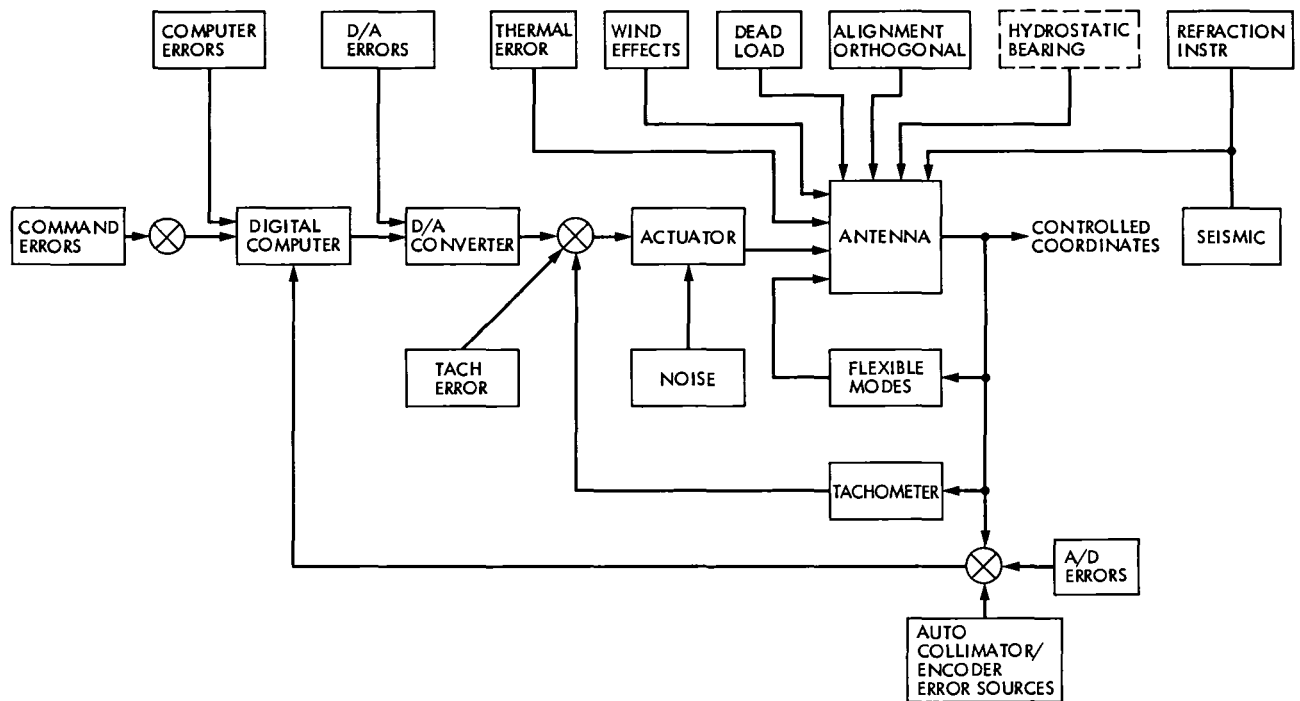 COMPUTER
ERRORS
D/A
ERRORS
THERMAL
ERROR
WIND
EFFECTS
DEAD
LOAD
ALIGNMENT
ORTHOGONAL
HYDROSTATIC
BEARING
REFRACTION
INSTR
COMMAND
ERRORS
DIGITAL
COMPUTER
D/A
CONVERTER
ACTUATOR
ANTENNA
CONTROLLED
COORDINATES
SEISMIC
TACH
ERROR
NOISE
FLEXIBLE
MODES
TACHOMETER
A/D
ERRORS
AUTO
COLLIMATOR/
ENCODER
ERROR SOURCES